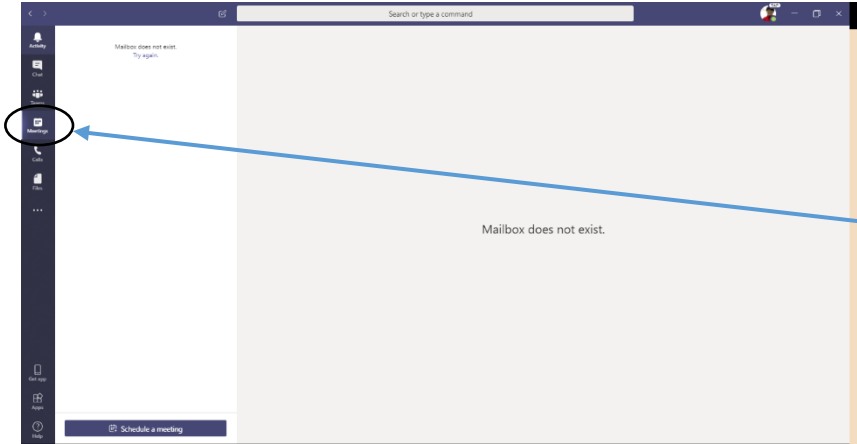 Search or type a command
Activity
Chat
Teams
Meetings
Calls
Files
Get app
Apps
Help
Mailbox does not exist.
Try again.
Schedule a meeting
Mailbox does not exist.